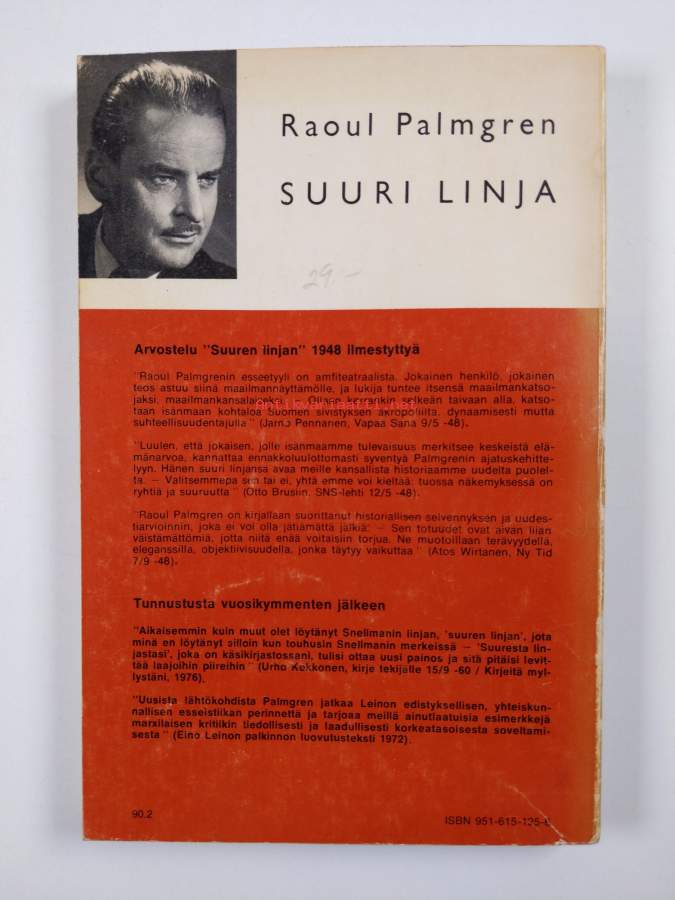 Raoul Palmgren
SUURI LINJA
29.-
Arvostelu "Suuren linjan" 1948 ilmestyttyä
"Raoul Palmgrenin esseetyyli on amfiteatraalista. Jokainen henkilö, jokainen
teos astuu siinä maailmannäyttämölle, ja lukija tuntee itsensä maailmankatso-
jaksi, maailmankansalaiseksi. — Ollaan korkeankin selkeän taivaan alla, katso-
taan isänmaan kohtaloa Suomen sivistyksen akropoliilta, dynaamisesti mutta
suhteellisuudentajulla" (Jarno Pennanen, Vapaa Sana 9/5 -48).
"Luulen, että jokaisen, jolle isänmaamme tulevaisuus merkitsee keskeistä elä-
mänarvoa, kannattaa ennakkoluulottomasti syventyä Palmgrenin ajatuskehitte-
lyyn. Hänen suuri linjansa avaa meille kansallista historiaamme uudelta puolel-
ta. — Valitsemmepa sen tai ei, yhtä emme voi kieltää: tuossa näkemyksessä on
ryhtiä ja suuruutta" (Otto Brusiin, SNS-lehti 12/5 -48).
"Raoul Palmgren on kirjallaan suorittanut historiallisen selvennyksen ja uudes-
tiarvioinnin, joka ei voi olla jättämättä jälkiä. — Sen totuudet ovat aivan liian
väistämättömiä, jotta niitä enää voitaisiin torjua. Ne muotoillaan terävyydellä,
eleganssilla, objektiivisuudella, jonka täytyy vaikuttaa" (Atos Wirtanen, Ny Tid
7/9 -48).
Tunnustusta vuosikymmenten jälkeen
"Aikaisemmin kuin muut olet löytänyt Snellmanin linjan, 'suuren linjan', jota
minä en löytänyt silloin kun touhusin Snellmanin merkeissä — 'Suuresta lin-
jastasi', joka on käsikirjastossani, tulisi ottaa uusi painos ja sitä pitäisi levit-
tää laajoihin piireihin" (Urho Kekkonen, kirje tekijälle 15/9 -60 / Kirjeitä myl-
lystäni, 1976).
"Uusista lähtökohdista Palmgren jatkaa Leinon edistyksellisen, yhteiskun-
nallisen esseistiikan perinnettä ja tarjoaa meillä ainutlaatuisia esimerkkejä
marxilaisen kritiikin tiedollisesti ja laadullisesti korkeatasoisesta soveltami-
sesta" (Eino Leinon palkinnon luovutusteksti 1972).
90.2
ISBN 951-615-125-6